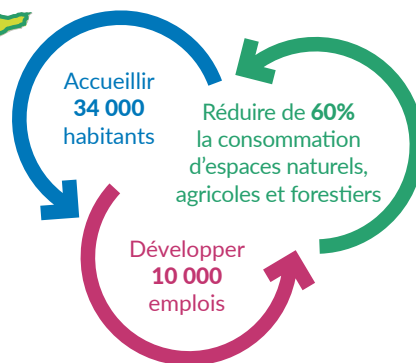 Accueillir
34 000
habitants
Réduire de 60%
la consommation
d'espaces naturels,
agricoles et forestiers
Développer
10 000
emplois